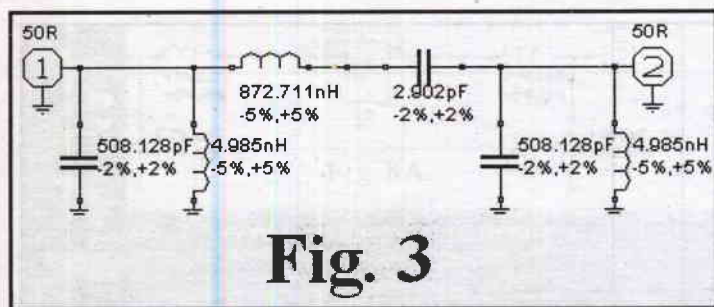 50R
1
872.711nH
-5%,+5%
2.902pF
-2%,+2%
50R
2
508.128pF
-2%,+2%
4.985nH
-5%,+5%
508.128pF
-2%,+2%
4.985nH
-5%,+5%
Fig. 3